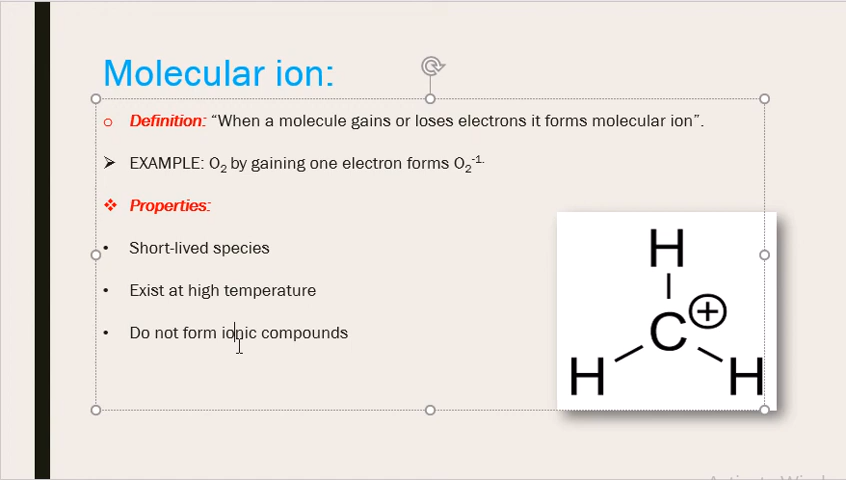 Molecular ion:
o Definition: “When a molecule gains or loses electrons it forms molecular ion”.
➢ EXAMPLE: O₂ by gaining one electron forms O₂⁻¹·
❖ Properties:
• Short-lived species
• Exist at high temperature
• Do not form ionic compounds
H
C +
H H